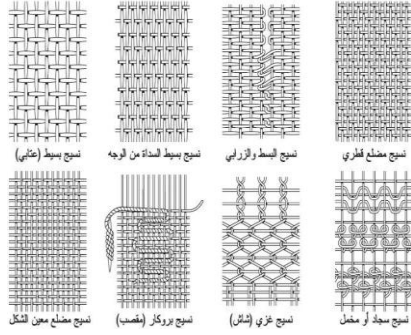 نسيج مضلع قطري
نسيج البسط والزرابي
نسيج بسيط السداة من الوجه
نسيج بسيط (عتابي)
نسيج سجاد أو مخمل
نسيج غزي (شاش)
نسيج بروكار (مقصب)
نسيج مضلع معين الشكل